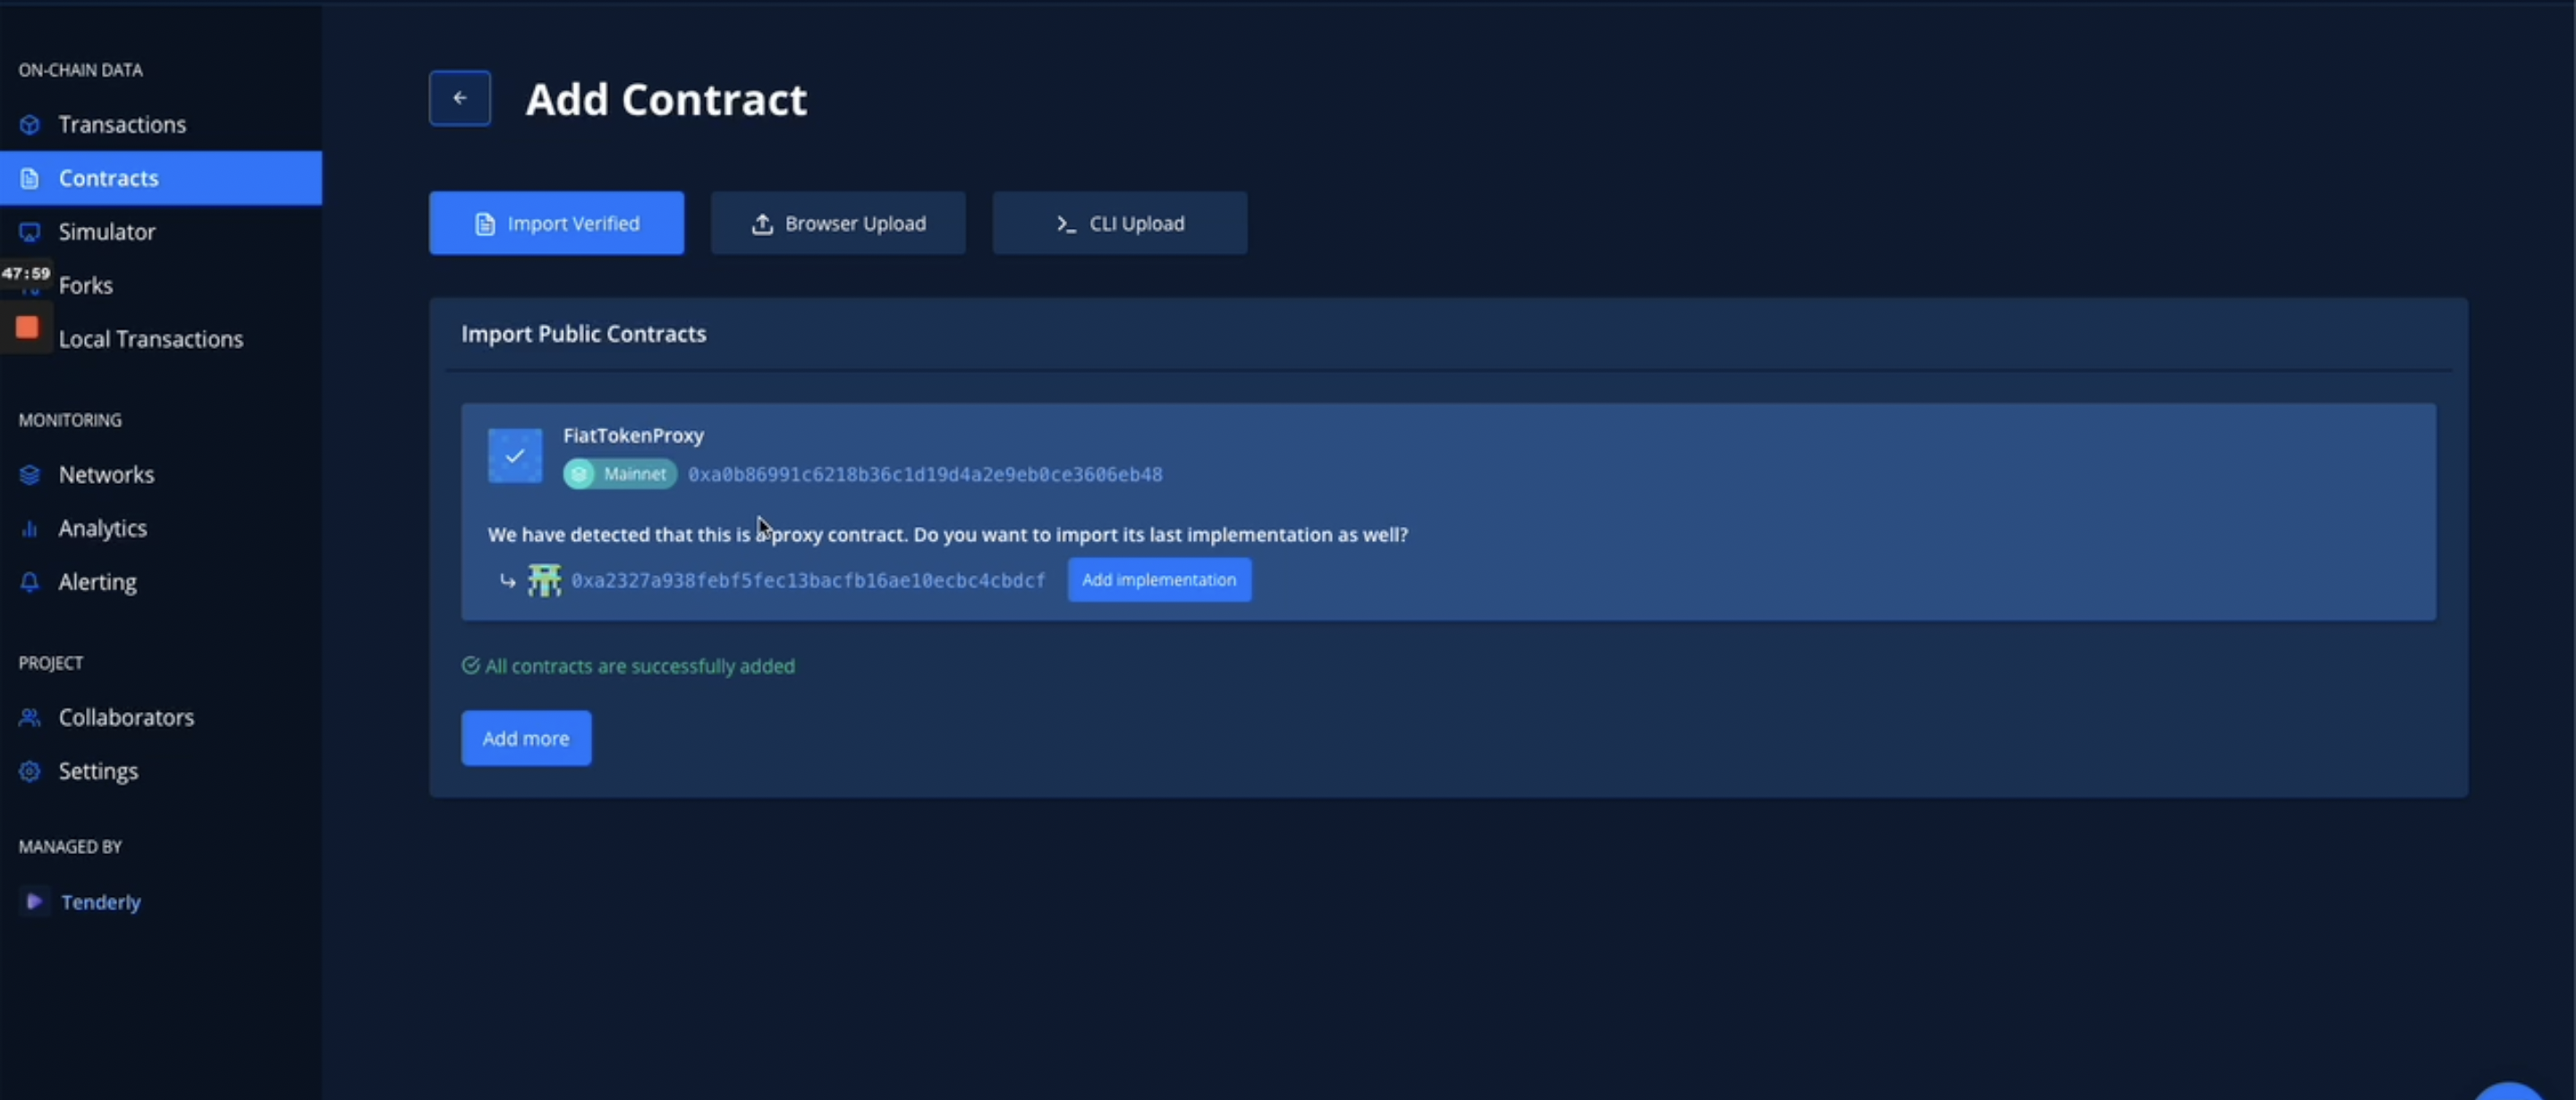 ON-CHAIN DATA
Transactions
Contracts
Simulator
47:59
Forks
Local Transactions
MONITORING
Networks
Analytics
Alerting
PROJECT
Collaborators
Settings
MANAGED BY
Tenderly
Add Contract
Import Verified
Browser Upload
CLI Upload
Import Public Contracts
FiatTokenProxy
Mainnet 0xa0b86991c6218b36c1d19d4a2e9eb0ce3606eb48
We have detected that this is a proxy contract. Do you want to import its last implementation as well?
0xa2327a938febf5fec13bacfb16ae10ecbc4cbdcf Add implementation
All contracts are successfully added
Add more